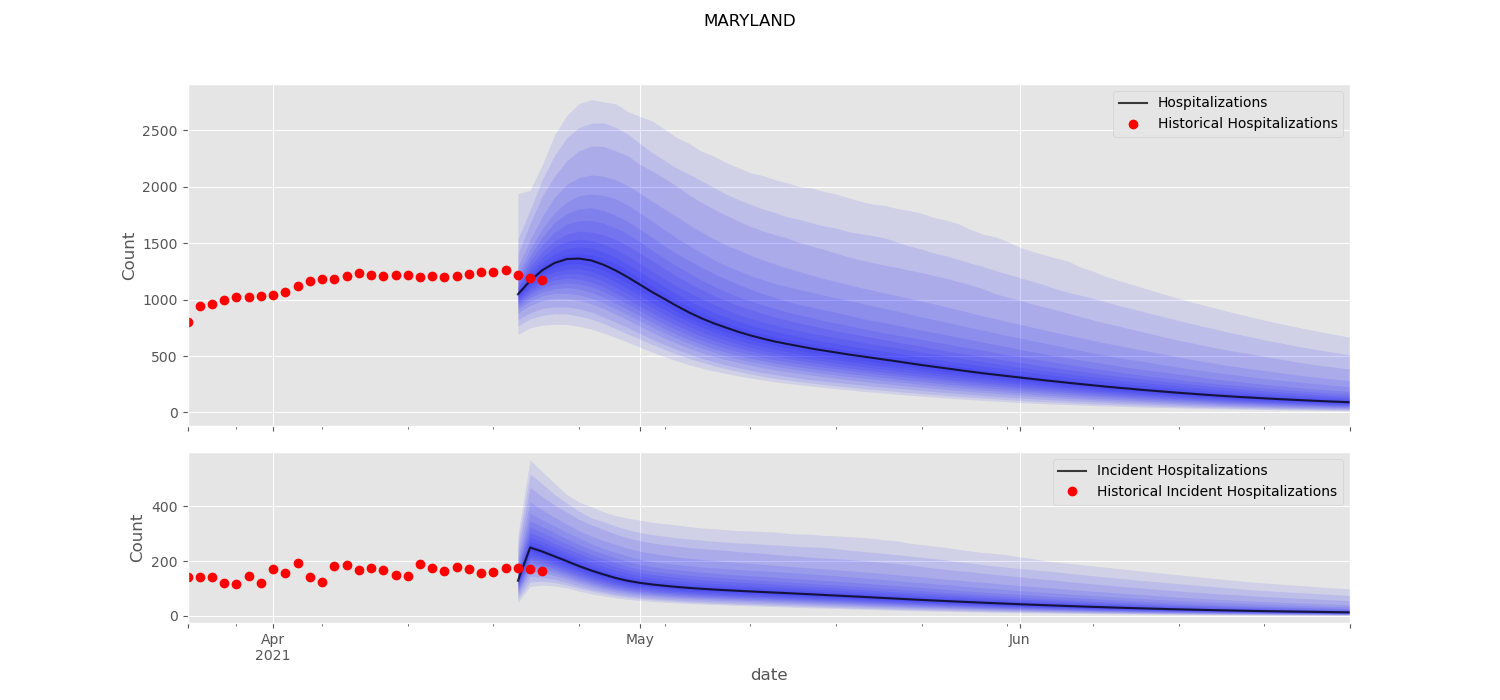 MARYLAND
Hospitalizations
Historical Hospitalizations
2500
2000
1500
1000
500
0
Count
Incident Hospitalizations
Historical Incident Hospitalizations
400
200
0
Count
Apr
2021
May
Jun
date